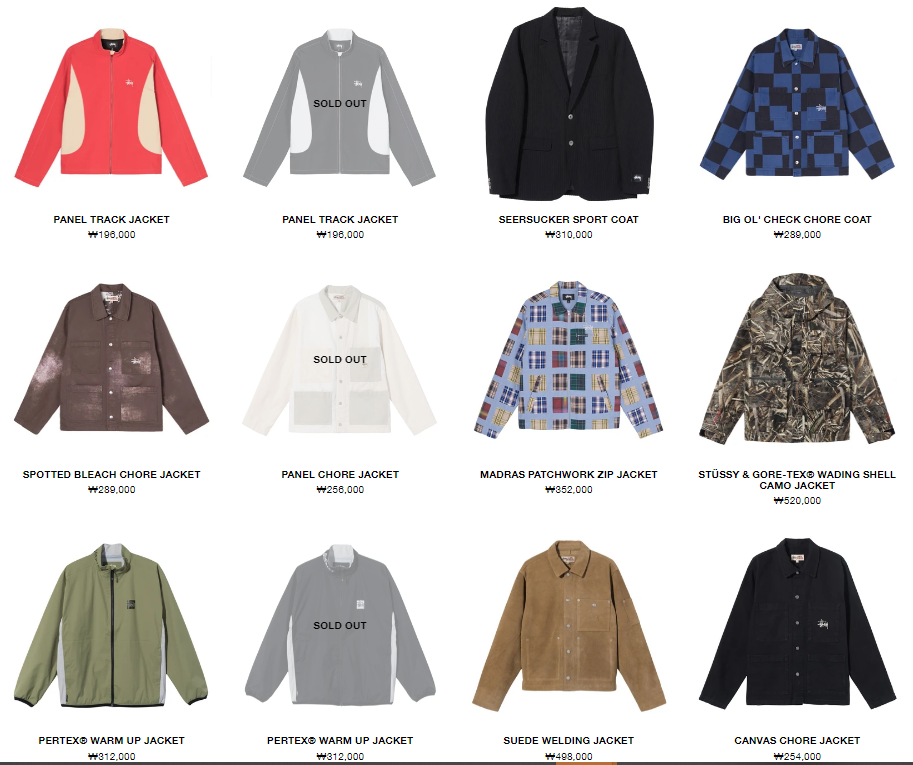 SOLD OUT
PANEL TRACK JACKET
₩196,000
PANEL TRACK JACKET
₩196,000
SEERSUCKER SPORT COAT
₩310,000
BIG OL' CHECK CHORE COAT
₩289,000
SOLD OUT
SPOTTED BLEACH CHORE JACKET
₩289,000
PANEL CHORE JACKET
₩256,000
MADRAS PATCHWORK ZIP JACKET
₩352,000
STÜSSY & GORE-TEX® WADING SHELL
CAMO JACKET
₩520,000
SOLD OUT
PERTEX® WARM UP JACKET
₩312,000
PERTEX® WARM UP JACKET
₩312,000
SUEDE WELDING JACKET
₩498,000
CANVAS CHORE JACKET
₩254,000